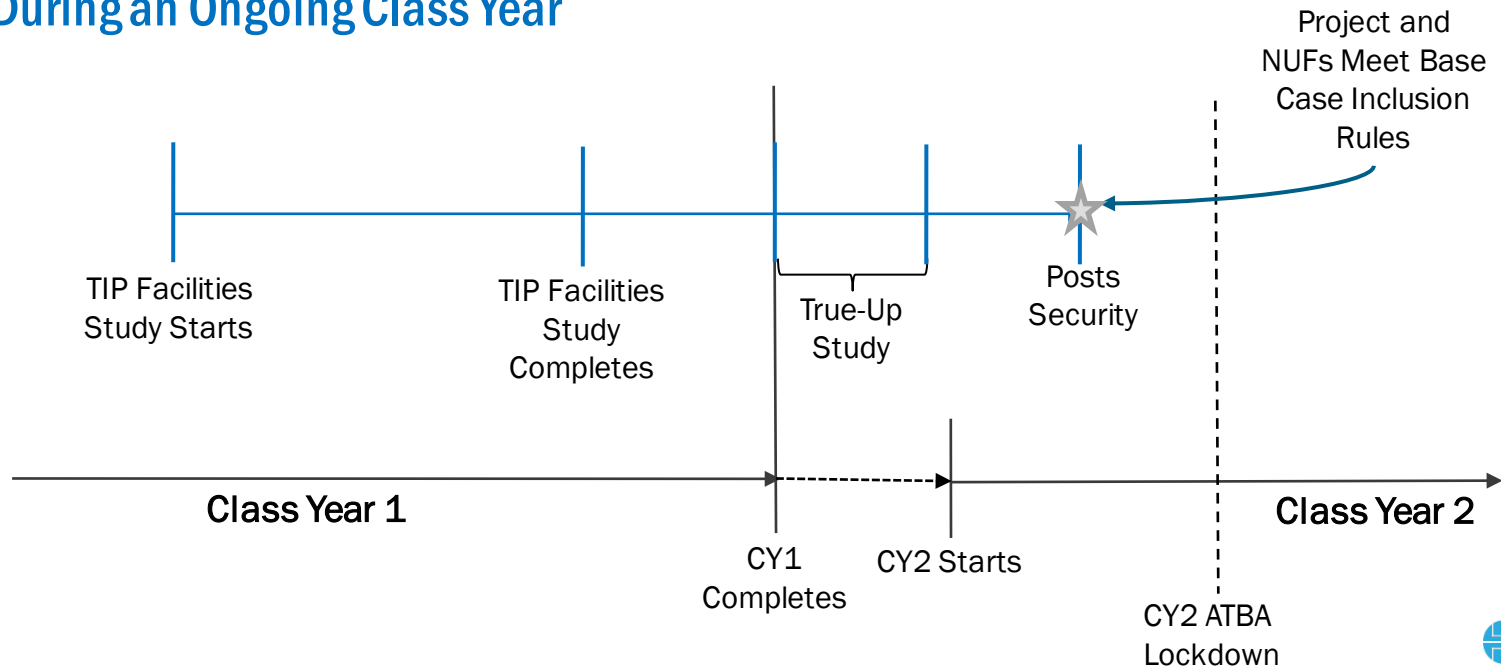 During an Ongoing Class Year
Project and
NUFs Meet Base
Case Inclusion
Rules
TIP Facilities
Study Starts
TIP Facilities
Study
Completes
True-Up
Study
Posts
Security
Class Year 1
Class Year 2
CY1
Completes
CY2 Starts
CY2 ATBA
Lockdown